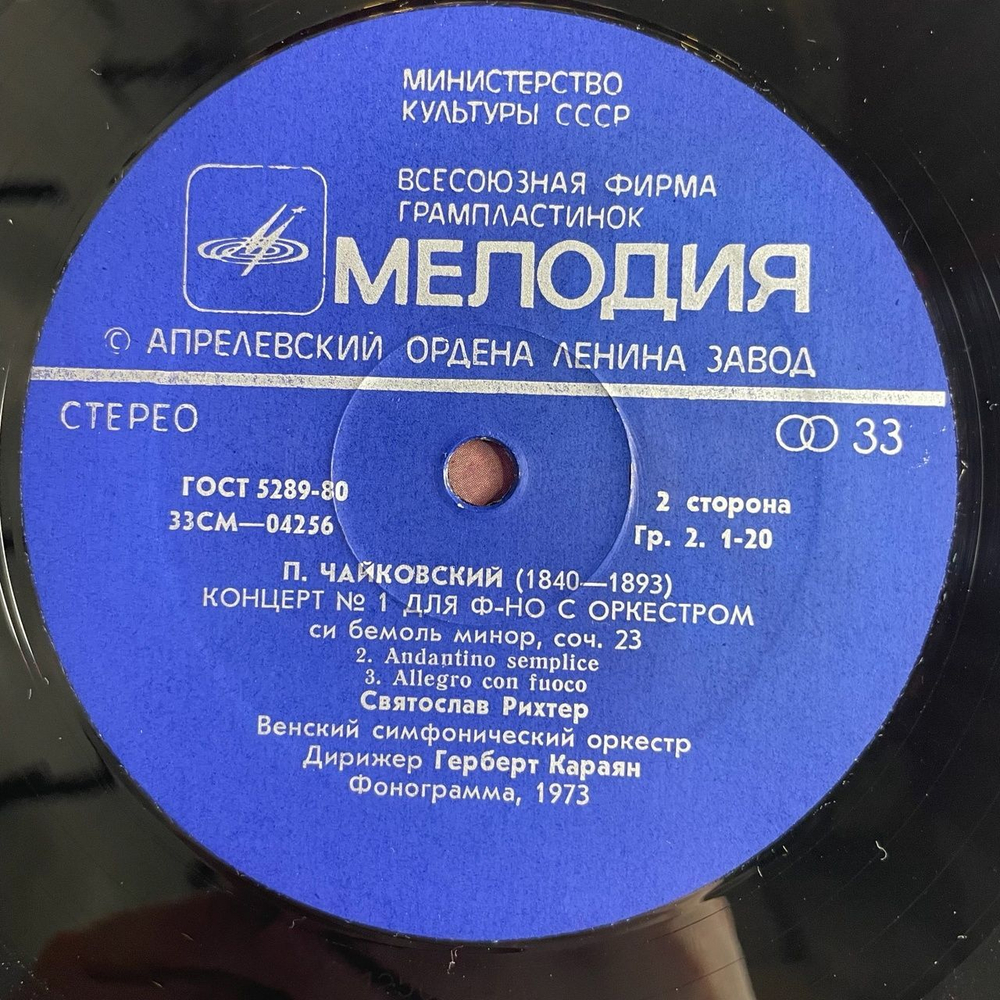 МИНИСТЕРСТВО
КУЛЬТУРЫ СССР
ВСЕСОЮЗНАЯ ФИРМА
ГРАМПЛАСТИНОК
МЕЛОДИЯ
© АПРЕЛЕВСКИЙ ОРДЕНА ЛЕНИНА ЗАВОД
СТЕРЕО
33
ГОСТ 5289-80
33СМ—04256
2 сторона
Гр. 2. 1-20
П. ЧАЙКОВСКИЙ (1840—1893)
КОНЦЕРТ № 1 ДЛЯ Ф-НО С ОРКЕСТРОМ
си бемоль минор, соч. 23
2. Andantino semplice
3. Allegro con fuoco
Святослав Рихтер
Венский симфонический оркестр
Дирижер Герберт Караян
Фонограмма, 1973